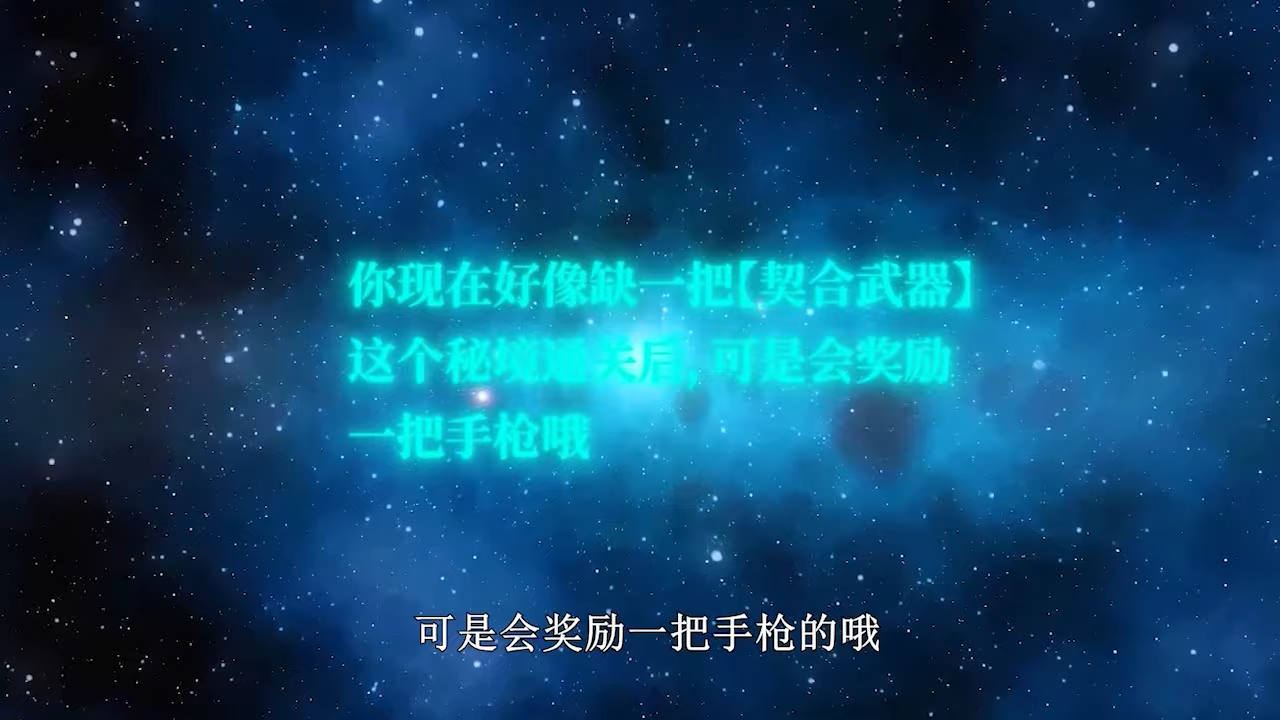 你现在好像缺一把【契合武器】
这个秘境通关后,可是会奖励
一把手枪哦
可是会奖励一把手枪的哦